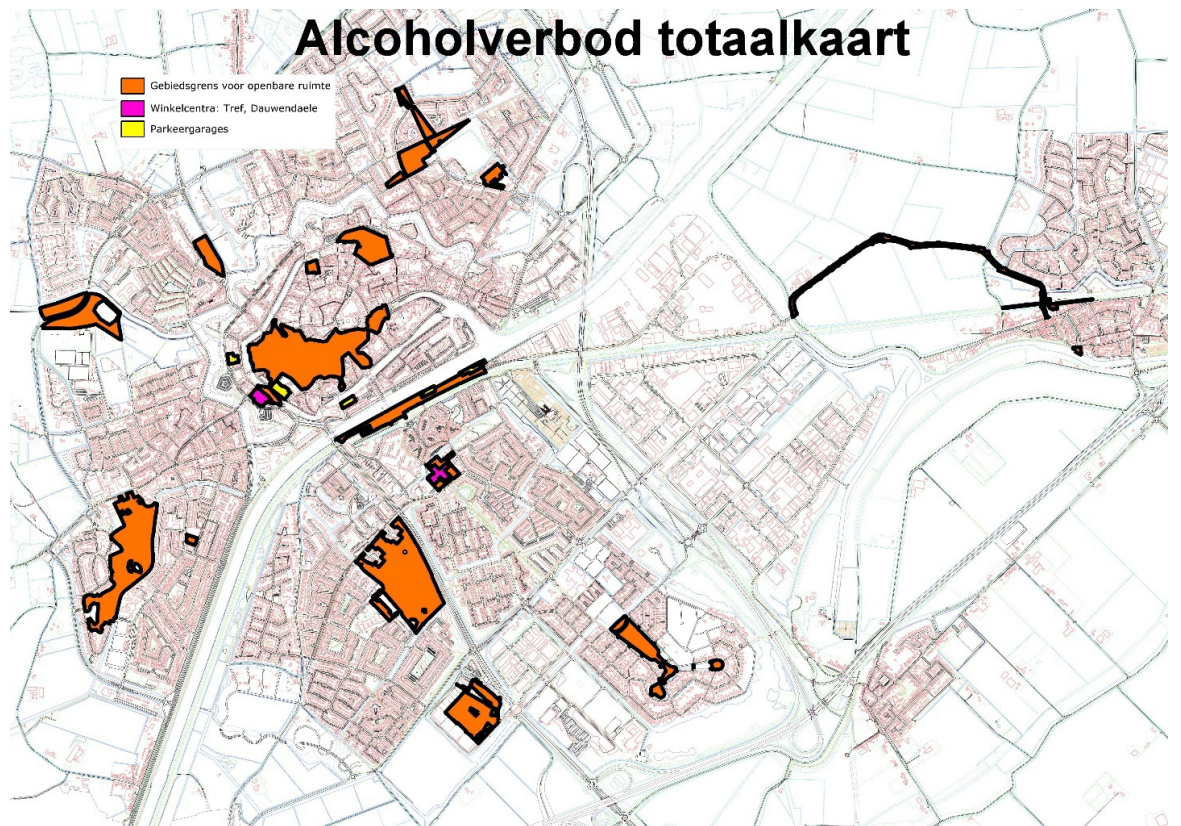 Alcoholverbod totaalkaart
Gebiedsgrens voor openbare ruimte
Winkelcentra: Tref, Dauwendaele
Parkeergarages